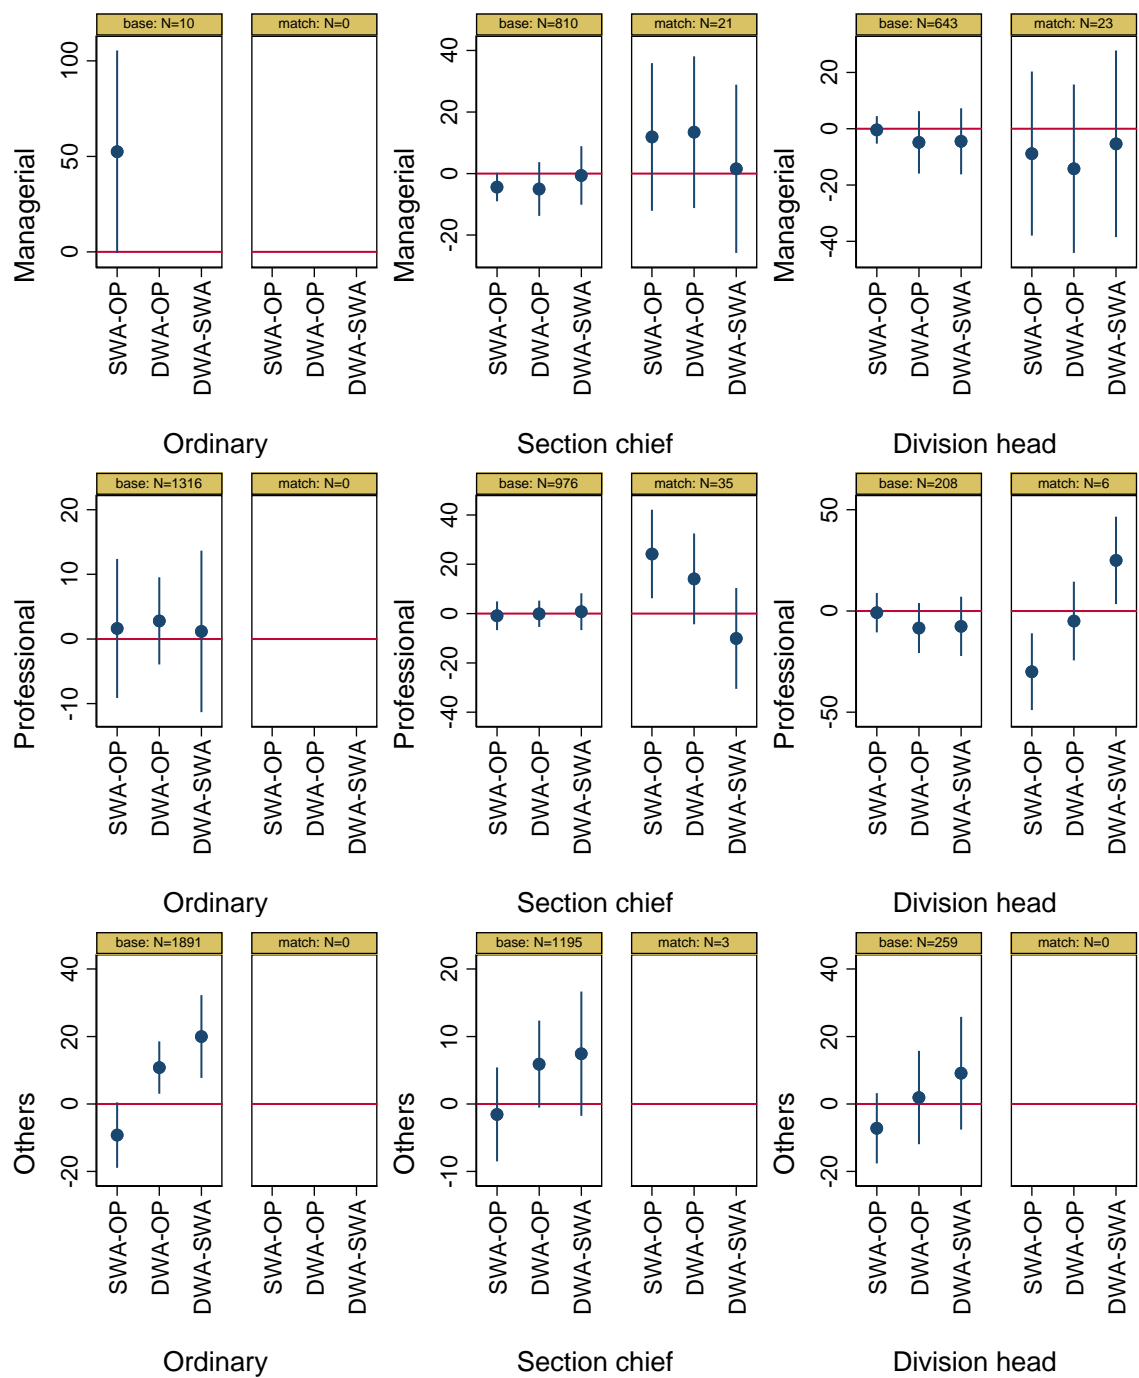 Managerial
base: N=10
match: N=0
0
50
100
SWA-OP
DWA-OP
DWA-SWA
SWA-OP
DWA-OP
DWA-SWA
Ordinary
Managerial
base: N=810
match: N=21
-20
0
20
40
SWA-OP
DWA-OP
DWA-SWA
SWA-OP
DWA-OP
DWA-SWA
Section chief
Managerial
base: N=643
match: N=23
-40
-20
0
20
SWA-OP
DWA-OP
DWA-SWA
SWA-OP
DWA-OP
DWA-SWA
Division head
Professional
base: N=1316
match: N=0
-10
0
10
20
SWA-OP
DWA-OP
DWA-SWA
SWA-OP
DWA-OP
DWA-SWA
Ordinary
Professional
base: N=976
match: N=35
-40
-20
0
20
40
SWA-OP
DWA-OP
DWA-SWA
SWA-OP
DWA-OP
DWA-SWA
Section chief
Professional
base: N=208
match: N=6
-50
0
50
SWA-OP
DWA-OP
DWA-SWA
SWA-OP
DWA-OP
DWA-SWA
Division head
Others
base: N=1891
match: N=0
-20
0
20
40
SWA-OP
DWA-OP
DWA-SWA
SWA-OP
DWA-OP
DWA-SWA
Ordinary
Others
base: N=1195
match: N=3
-10
0
10
20
SWA-OP
DWA-OP
DWA-SWA
SWA-OP
DWA-OP
DWA-SWA
Section chief
Others
base: N=259
match: N=0
-20
0
20
40
SWA-OP
DWA-OP
DWA-SWA
SWA-OP
DWA-OP
DWA-SWA
Division head